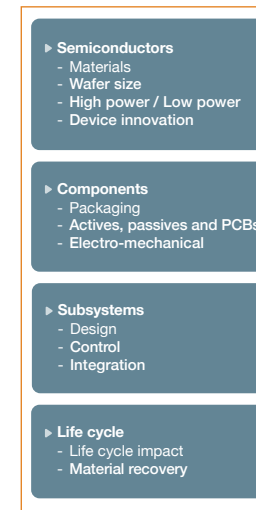 Semiconductors
- Materials
- Wafer size
- High power / Low power
- Device innovation
Components
- Packaging
- Actives, passives and PCBs
- Electro-mechanical
Subsystems
- Design
- Control
- Integration
Life cycle
- Life cycle impact
- Material recovery